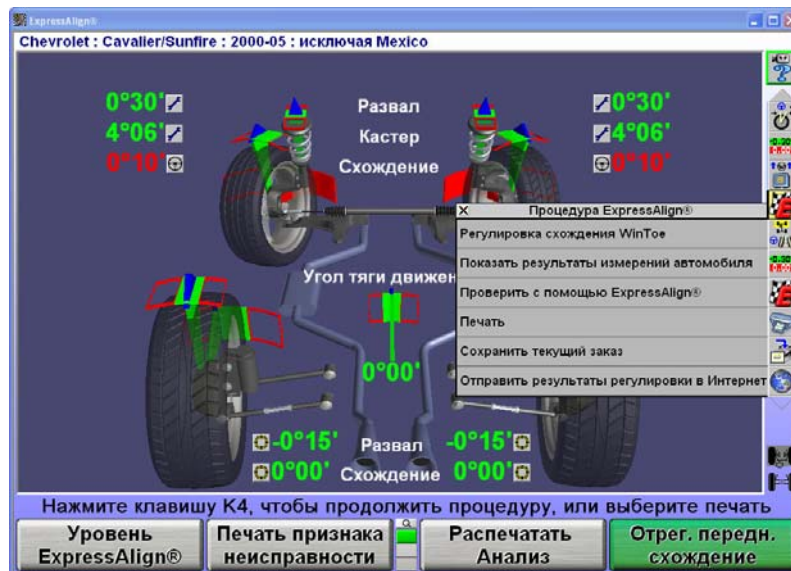 ExpressAlign®
Chevrolet : Cavalier/Sunfire : 2000-05 : исключая Mexico
0°30' Развал 0°30'
4°06' Кастер 4°06'
0°10' Схождение 0°10'
Процедура ExpressAlign®
Регулировка схождения WinToe
Показать результаты измерений автомобиля
Проверить с помощью ExpressAlign®
Печать
Сохранить текущий заказ
Отправить результаты регулировки в Интернет
Угол тяги движен
0°00'
-0°15' Развал -0°15'
0°00' Схождение 0°00'
Нажмите клавишу K4, чтобы продолжить процедуру, или выберите печать
Уровень ExpressAlign®
Печать признака неисправности
Распечатать Анализ
Отрег. передн. схождение